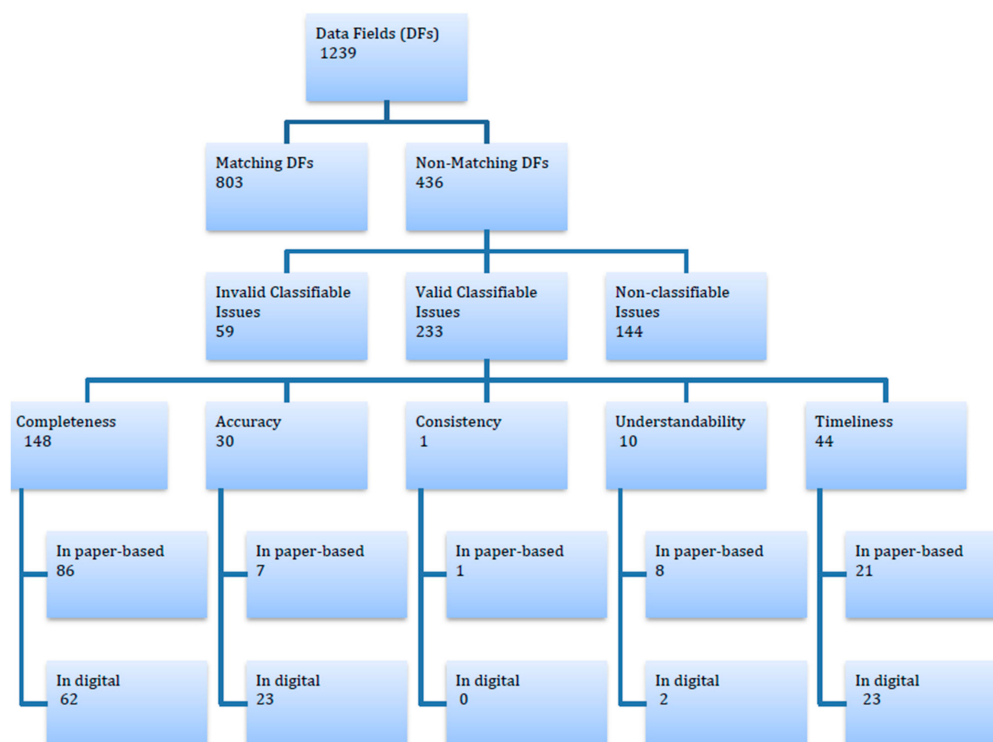 Data Fields (DFs)
1239
Matching DFs
803
Non-Matching DFs
436
Invalid Classifiable
Issues
59
Valid Classifiable
Issues
233
Non-classifiable
Issues
144
Completeness
148
Accuracy
30
Consistency
1
Understandability
10
Timeliness
44
In paper-based
86
In paper-based
7
In paper-based
1
In paper-based
8
In paper-based
21
In digital
62
In digital
23
In digital
0
In digital
2
In digital
23